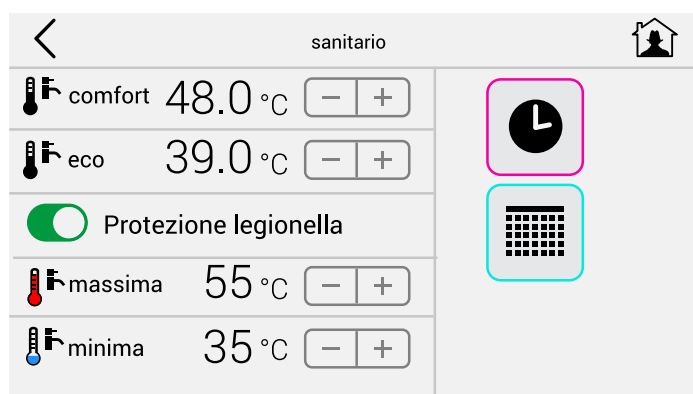 sanitario
comfort 48.0 °C − +
eco 39.0 °C − +
Protezione legionella
massima 55 °C − +
minima 35 °C − +